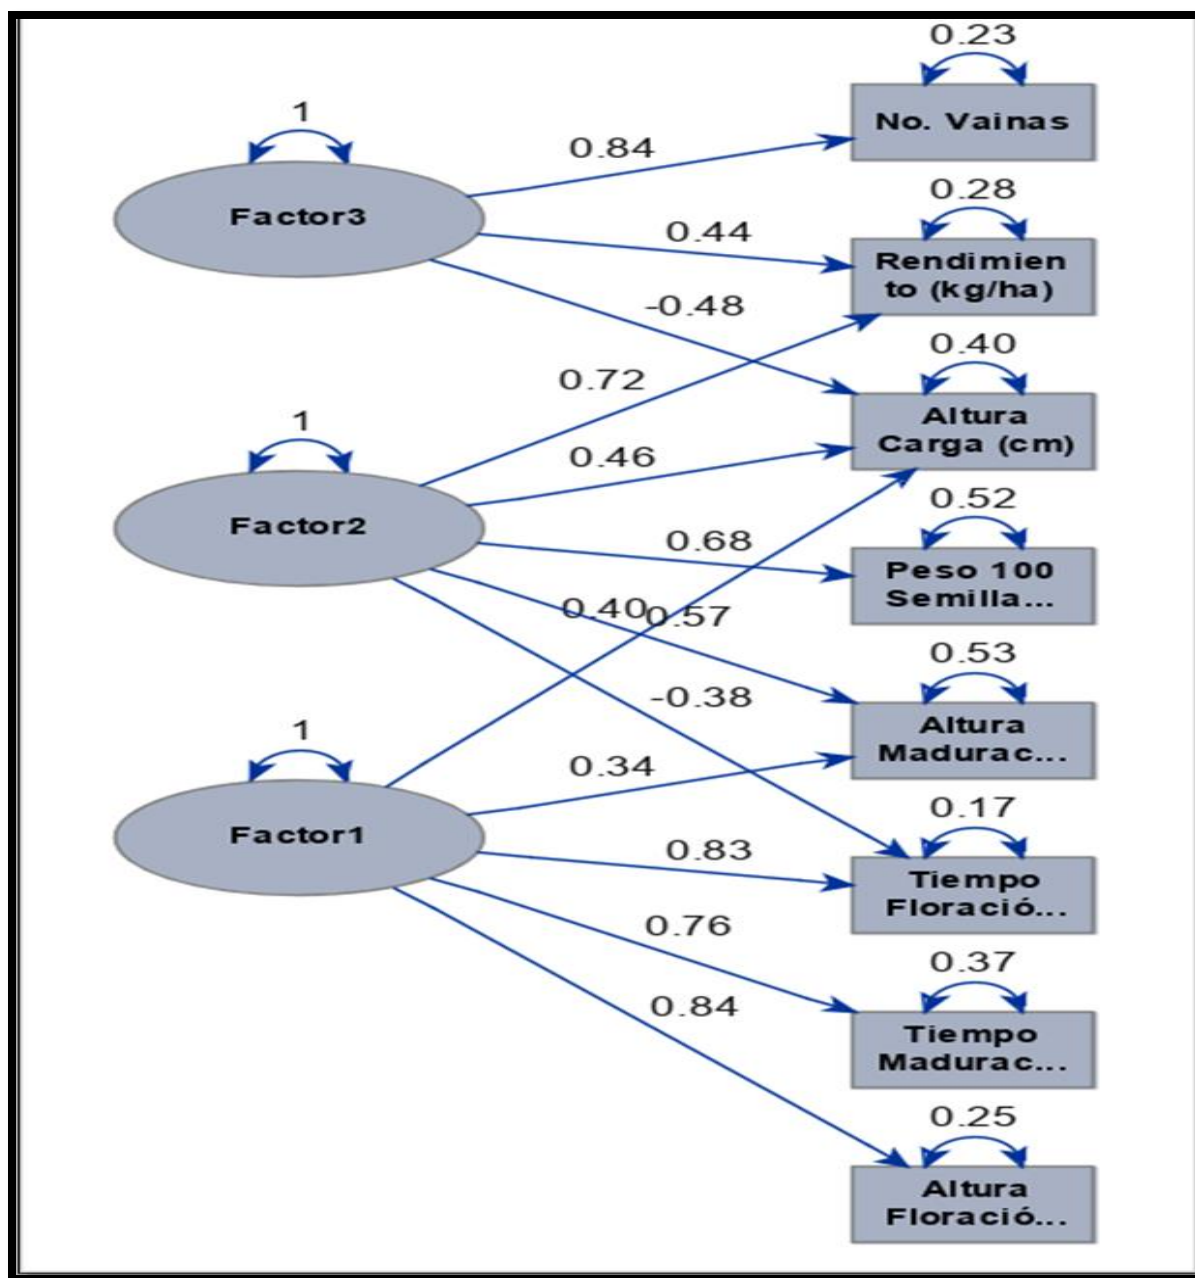 0.23
No. Vainas
1
0.84
Factor3
0.28
0.44
Rendimien
to (kg/ha)
-0.48
0.40
0.72
Altura
Carga (cm)
1
0.46
Factor2
0.52
0.68
Peso 100
Semilla...
0.40
0.57
0.53
-0.38
Altura
Madurac...
1
0.34
Factor1
0.17
0.83
Tiempo
Floració...
0.76
0.37
0.84
Tiempo
Madurac...
0.25
Altura
Floració...